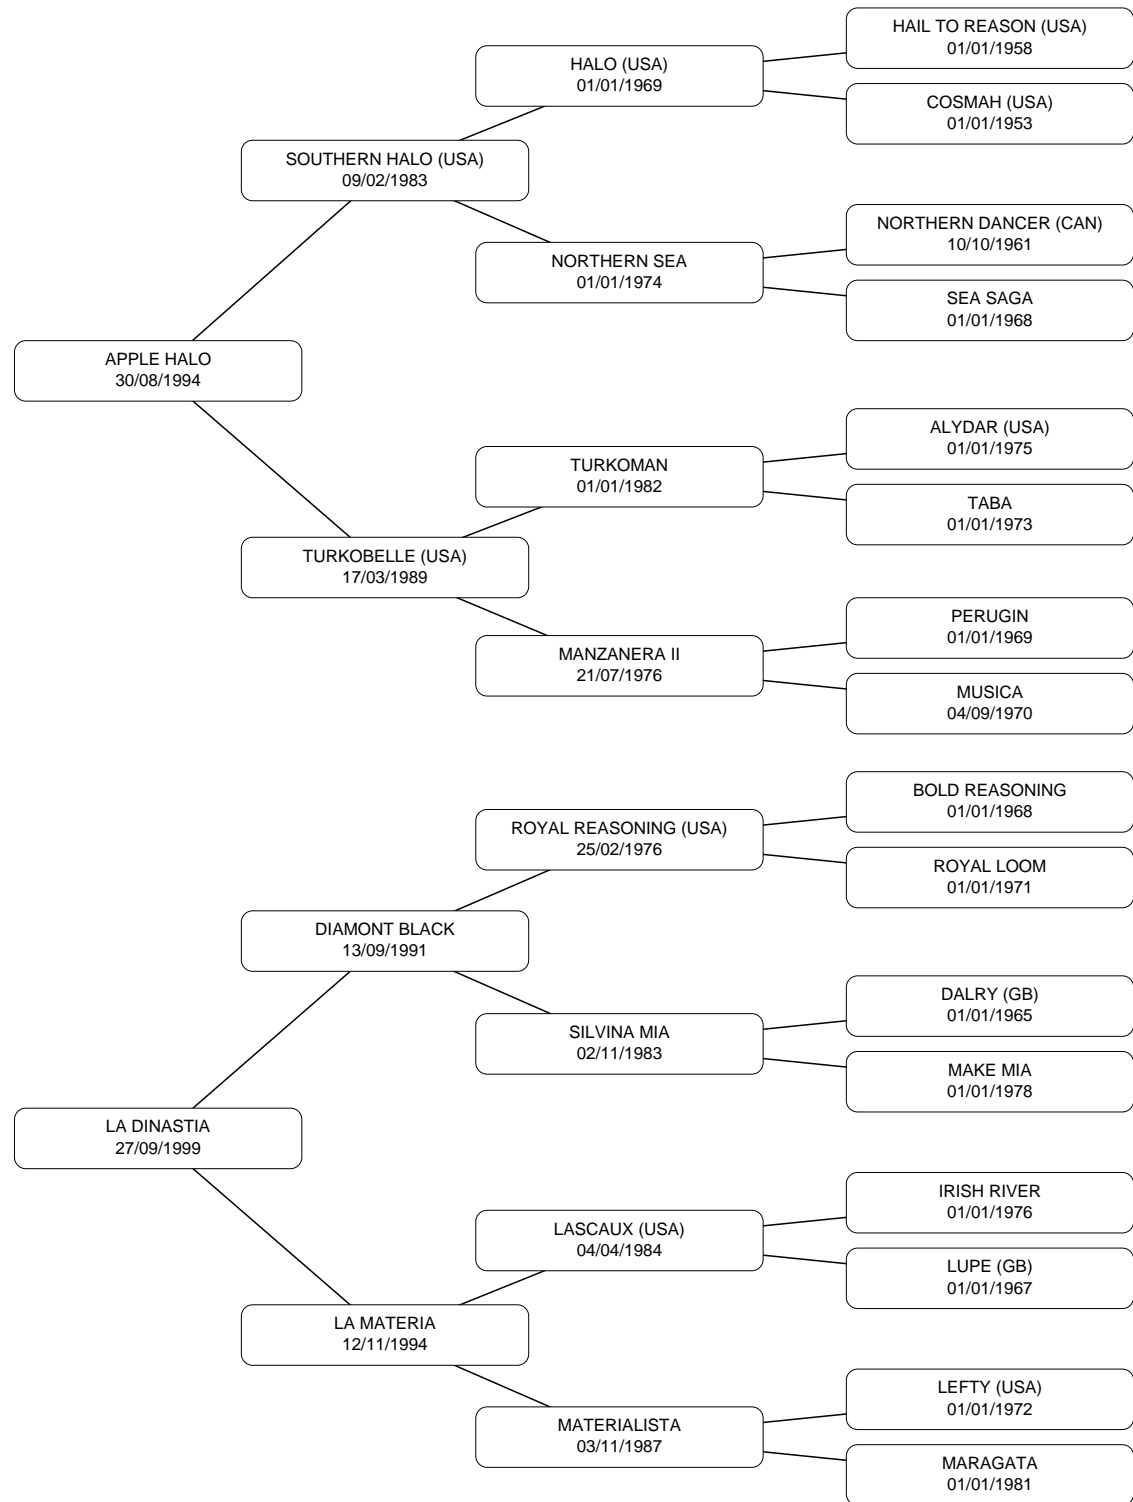 HAIL TO REASON (USA)
01/01/1958
HALO (USA)
01/01/1969
COSMAH (USA)
01/01/1953
SOUTHERN HALO (USA)
09/02/1983
NORTHERN DANCER (CAN)
10/10/1961
NORTHERN SEA
01/01/1974
SEA SAGA
01/01/1968
APPLE HALO
30/08/1994
ALYDAR (USA)
01/01/1975
TURKOMAN
01/01/1982
TABA
01/01/1973
TURKOBELLE (USA)
17/03/1989
PERUGIN
01/01/1969
MANZANERA II
21/07/1976
MUSICA
04/09/1970
BOLD REASONING
01/01/1968
ROYAL REASONING (USA)
25/02/1976
ROYAL LOOM
01/01/1971
DIAMONT BLACK
13/09/1991
DALRY (GB)
01/01/1965
SILVINA MIA
02/11/1983
MAKE MIA
01/01/1978
LA DINASTIA
27/09/1999
IRISH RIVER
01/01/1976
LASCAUX (USA)
04/04/1984
LUPE (GB)
01/01/1967
LA MATERIA
12/11/1994
LEFTY (USA)
01/01/1972
MATERIALISTA
03/11/1987
MARAGATA
01/01/1981